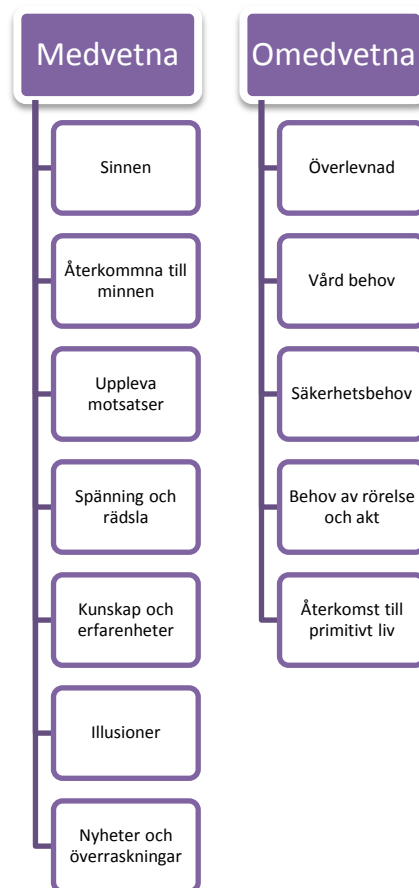 Medvetna
Sinnen
Återkommna till
minnen
Uppleva
motsatser
Spänning och
rädsla
Kunskap och
erfarenheter
Illusioner
Nyheter och
överraskningar
Omedvetna
Överlevnad
Vård behov
Säkerhetsbehov
Behov av rörelse
och akt
Återkomst till
primitivt liv